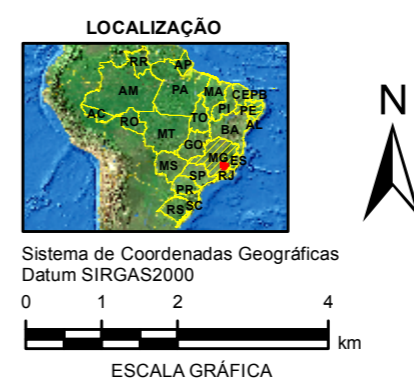 LOCALIZAÇÃO
RR AP
AM PA MA CE PB
PI PE
AC RO TO AL
MT BA
GO
MG ES
MS SP RJ
PR
SC
RS
N
Sistema de Coordenadas Geográficas
Datum SIRGAS2000
0 1 2 4
km
ESCALA GRÁFICA